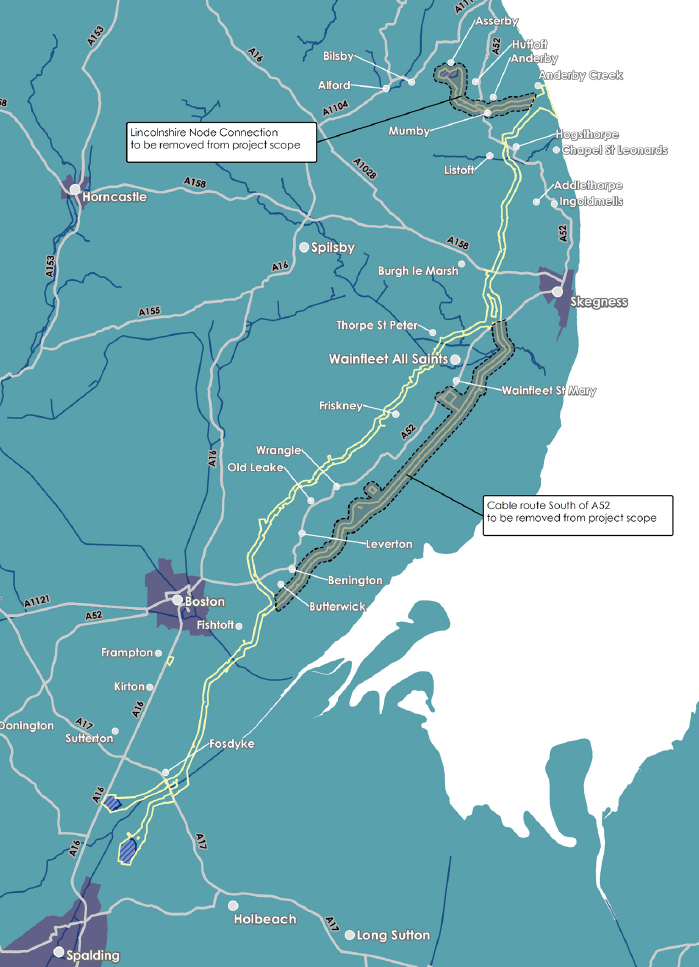 Asserby
A111
A153
A16
A52
Huttoft
Bilsby
Anderby
Alford
Anderby Creek
A1104
Lincolnshire Node Connection
to be removed from project scope
Mumby
Hogsthorpe
Chapel St Leonards
Listoft
A1028
A158
Horncastle
Addlethorpe
Ingoldmells
A52
Spilsby
A158
A153
A16
Burgh le Marsh
Skegness
A155
Thorpe St Peter
Wainfleet All Saints
Wainfleet St Mary
Friskney
A52
A16
Wrangle
Old Leake
Cable route South of A52
to be removed from project scope
Leverton
Benington
A1121
Boston
Butterwick
A52
Fishtoft
Frampton
Kirton
A16
A17
Donington
Sutterton
Fosdyke
A16
A16
A17
Holbeach
A17
Long Sutton
Spalding